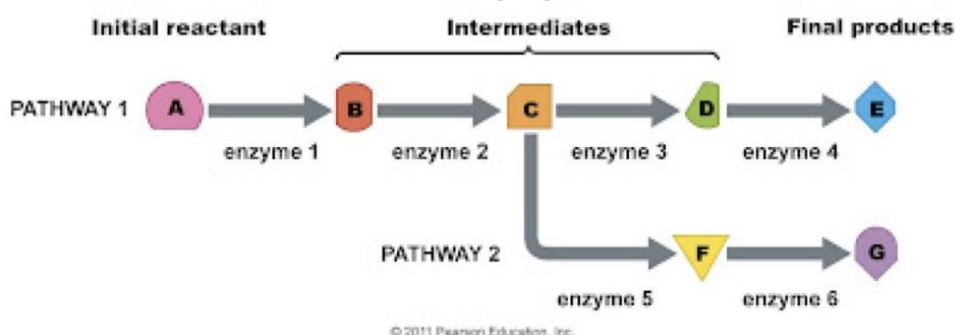 Initial reactant Intermediates Final products
PATHWAY 1 A B C D E
enzyme 1 enzyme 2 enzyme 3 enzyme 4
PATHWAY 2 F G
enzyme 5 enzyme 6
© 2011 Pearson Education, Inc.